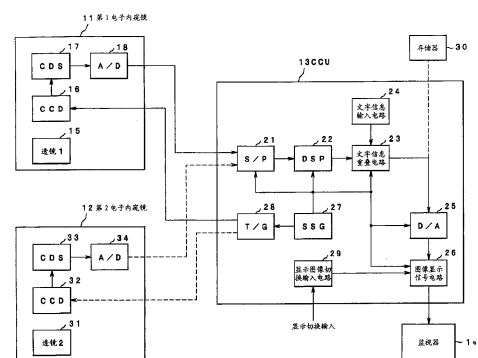 11 第1电子内窥镜
17
CDS
18
A/D
16
CCD
15
透镜1
12 第2电子内窥镜
33
CDS
34
A/D
32
CCD
31
透镜2
13CCU
24
文字信息
输入电路
21
S/P
22
DSP
23
文字信息
重叠电路
28
T/G
27
SSG
25
D/A
29
显示图像切
换输入电路
26
图像显示
信号电路
显示切换输入
存储器
30
监视器
14